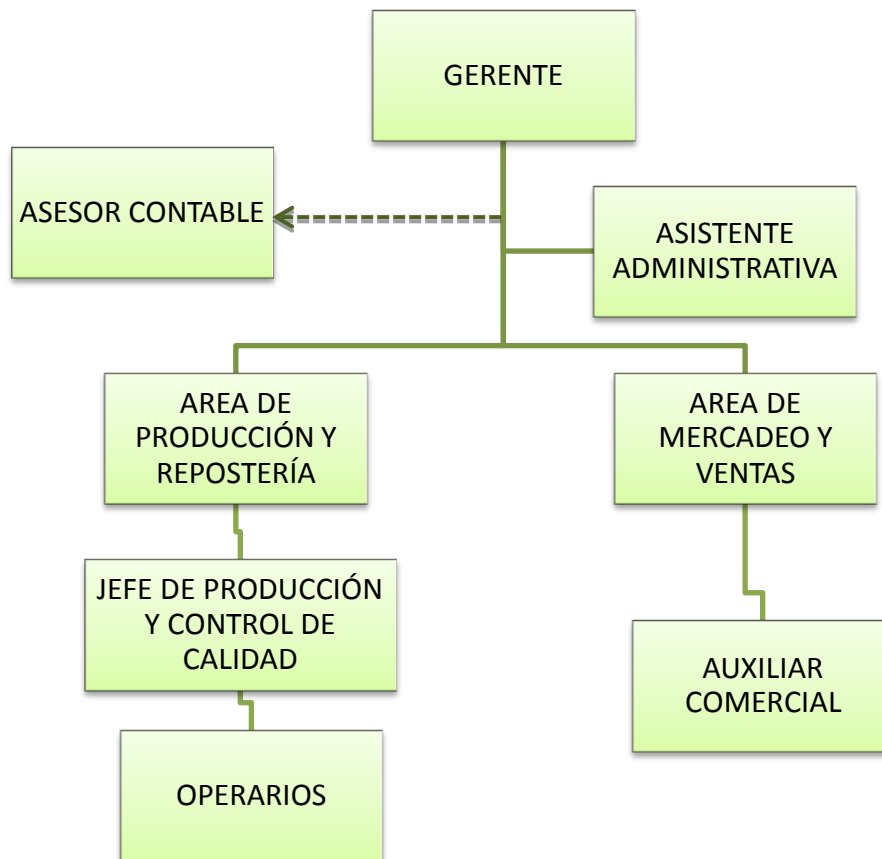 GERENTE
ASESOR CONTABLE
ASISTENTE
ADMINISTRATIVA
AREA DE
PRODUCCIÓN Y
REPOSTERÍA
AREA DE
MERCADEO Y
VENTAS
JEFE DE PRODUCCIÓN
Y CONTROL DE
CALIDAD
AUXILIAR
COMERCIAL
OPERARIOS